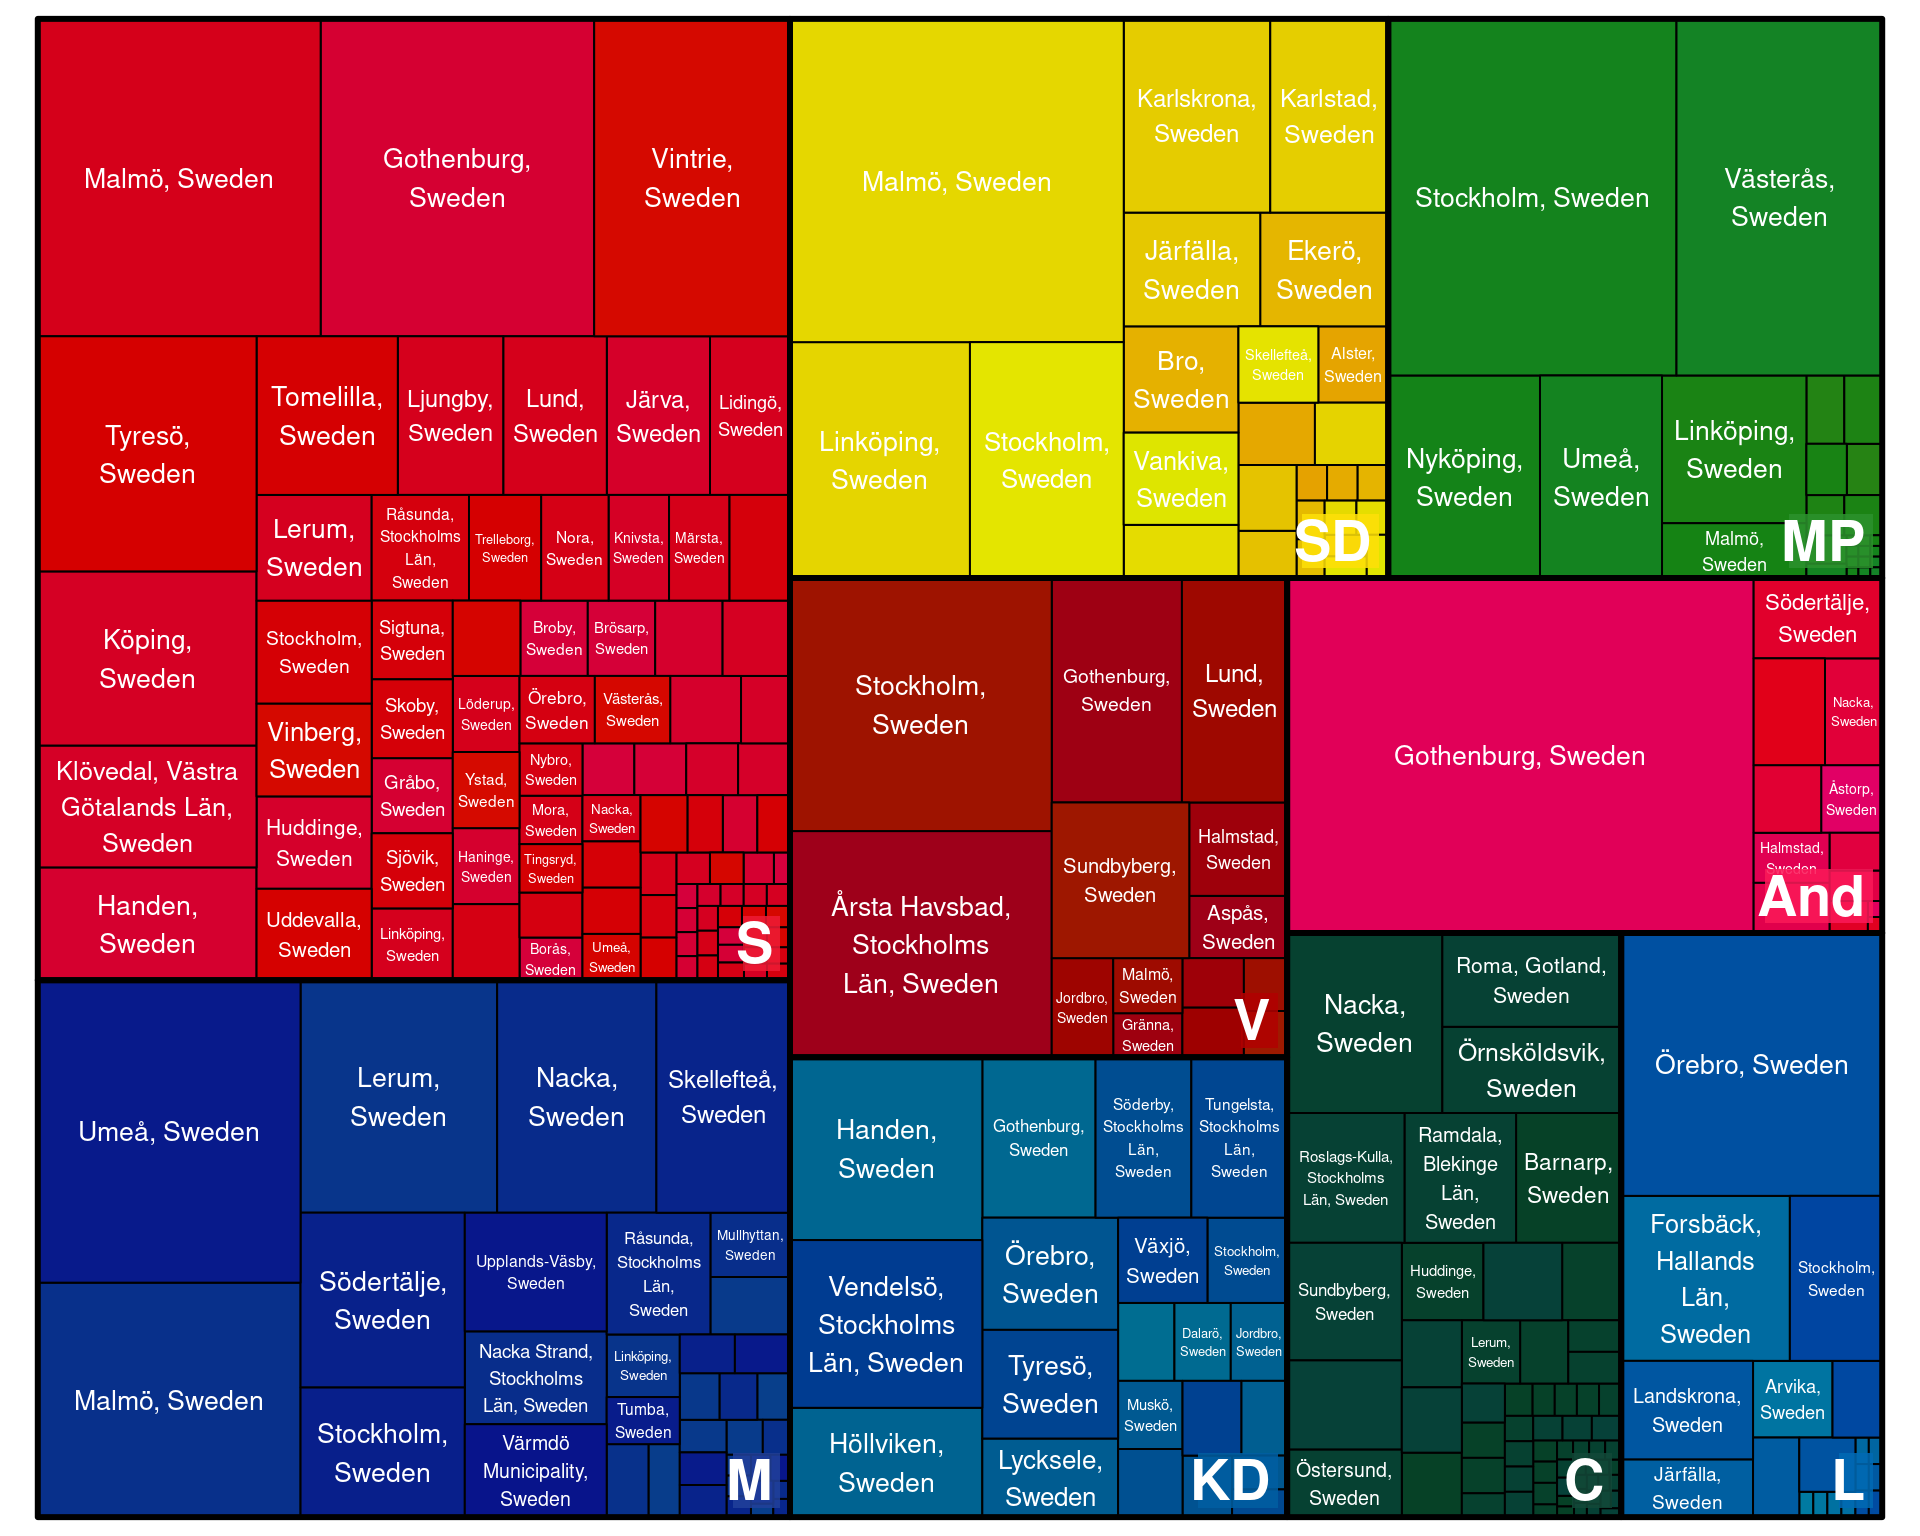 Malmö, Sweden
Gothenburg,
Sweden
Vintrie,
Sweden
Tyresö,
Sweden
Tomelilla,
Sweden
Ljungby,
Sweden
Lund,
Sweden
Järva,
Sweden
Lidingö,
Sweden
Köping,
Sweden
Klövedal, Västra
Götalands Län,
Sweden
Handen,
Sweden
Lerum,
Sweden
Råsunda,
Stockholms
Län,
Sweden
Trelleborg,
Sweden
Nora,
Sweden
Knivsta,
Sweden
Märsta,
Sweden
Stockholm,
Sweden
Vinberg,
Sweden
Huddinge,
Sweden
Uddevalla,
Sweden
Sigtuna,
Sweden
Skoby,
Sweden
Gråbo,
Sweden
Sjövik,
Sweden
Linköping,
Sweden
Broby,
Sweden
Brösarp,
Sweden
Löderup,
Sweden
Ystad,
Sweden
Haninge,
Sweden
Örebro,
Sweden
Västerås,
Sweden
Nybro,
Sweden
Mora,
Sweden
Tingsryd,
Sweden
Borås,
Sweden
Nacka,
Sweden
Umeå,
Sweden
S
Malmö, Sweden
Karlskrona,
Sweden
Karlstad,
Sweden
Järfälla,
Sweden
Ekerö,
Sweden
Linköping,
Sweden
Stockholm,
Sweden
Bro,
Sweden
Skellefteå,
Sweden
Alster,
Sweden
Vankiva,
Sweden
SD
Stockholm, Sweden
Västerås,
Sweden
Nyköping,
Sweden
Umeå,
Sweden
Linköping,
Sweden
Malmö,
Sweden
MP
Stockholm,
Sweden
Årsta Havsbad,
Stockholms
Län, Sweden
Gothenburg,
Sweden
Lund,
Sweden
Sundbyberg,
Sweden
Halmstad,
Sweden
Aspås,
Sweden
Jordbro,
Sweden
Malmö,
Sweden
Gränna,
Sweden
V
Gothenburg, Sweden
Södertälje,
Sweden
Nacka,
Sweden
Åstorp,
Sweden
Halmstad,
Sweden
And
Umeå, Sweden
Malmö, Sweden
Lerum,
Sweden
Nacka,
Sweden
Skellefteå,
Sweden
Södertälje,
Sweden
Stockholm,
Sweden
Upplands-Väsby,
Sweden
Nacka Strand,
Stockholms
Län, Sweden
Värmdö
Municipality,
Sweden
Råsunda,
Stockholms
Län,
Sweden
Mullhyttan,
Sweden
Linköping,
Sweden
Tumba,
Sweden
M
Handen,
Sweden
Vendelsö,
Stockholms
Län, Sweden
Höllviken,
Sweden
Gothenburg,
Sweden
Söderby,
Stockholms
Län,
Sweden
Tungelsta,
Stockholms
Län,
Sweden
Örebro,
Sweden
Tyresö,
Sweden
Lycksele,
Sweden
Växjö,
Sweden
Stockholm,
Sweden
Dalarö,
Sweden
Jordbro,
Sweden
Muskö,
Sweden
KD
Nacka,
Sweden
Roma, Gotland,
Sweden
Örnsköldsvik,
Sweden
Roslags-Kulla,
Stockholms
Län, Sweden
Ramdala,
Blekinge
Län,
Sweden
Barnarp,
Sweden
Sundbyberg,
Sweden
Huddinge,
Sweden
Lerum,
Sweden
Östersund,
Sweden
C
Örebro, Sweden
Forsbäck,
Hallands
Län,
Sweden
Stockholm,
Sweden
Landskrona,
Sweden
Arvika,
Sweden
Järfälla,
Sweden
L